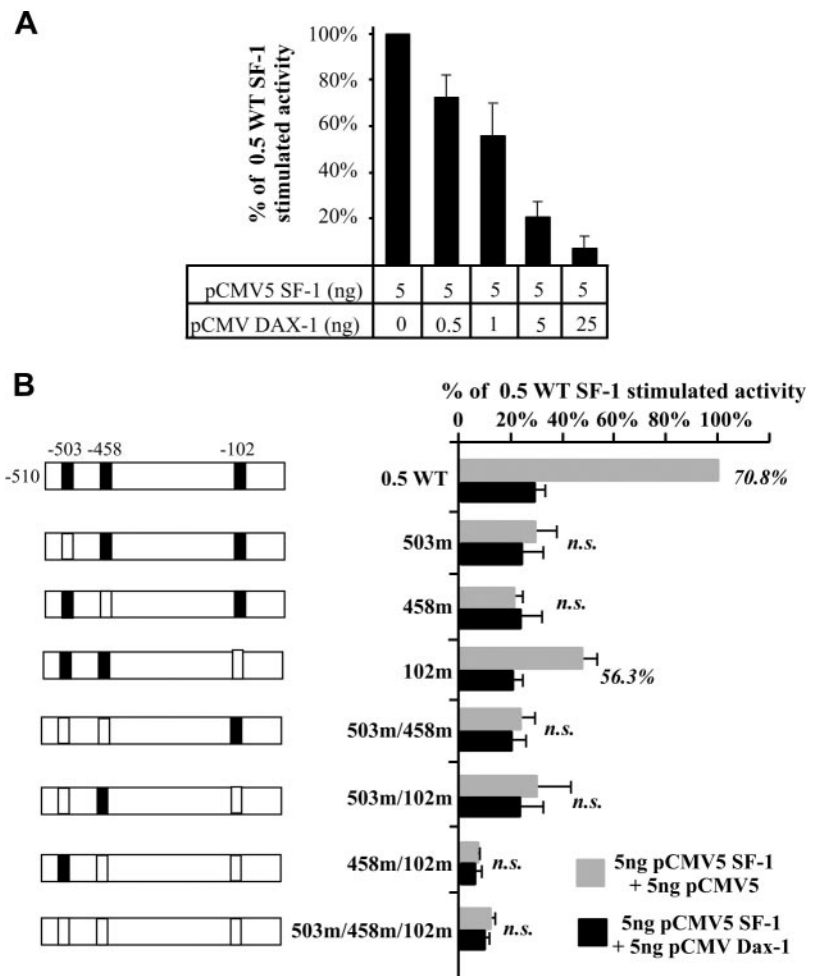 A
% of 0.5 WT SF-1
stimulated activity
100%
80%
60%
40%
20%
pCMV5 SF-1 (ng) 5 5 5 5 5
pCMV DAX-1 (ng) 0 0.5 1 5 25
B
% of 0.5 WT SF-1 stimulated activity
0 20% 40% 60% 80% 100%
-503 -458 -102
-510
0.5 WT 70.8%
503m n.s.
458m n.s.
102m 56.3%
503m/458m n.s.
503m/102m n.s.
458m/102m n.s.
503m/458m/102m n.s.
5ng pCMV5 SF-1
+ 5ng pCMV5
5ng pCMV5 SF-1
+ 5ng pCMV Dax-1